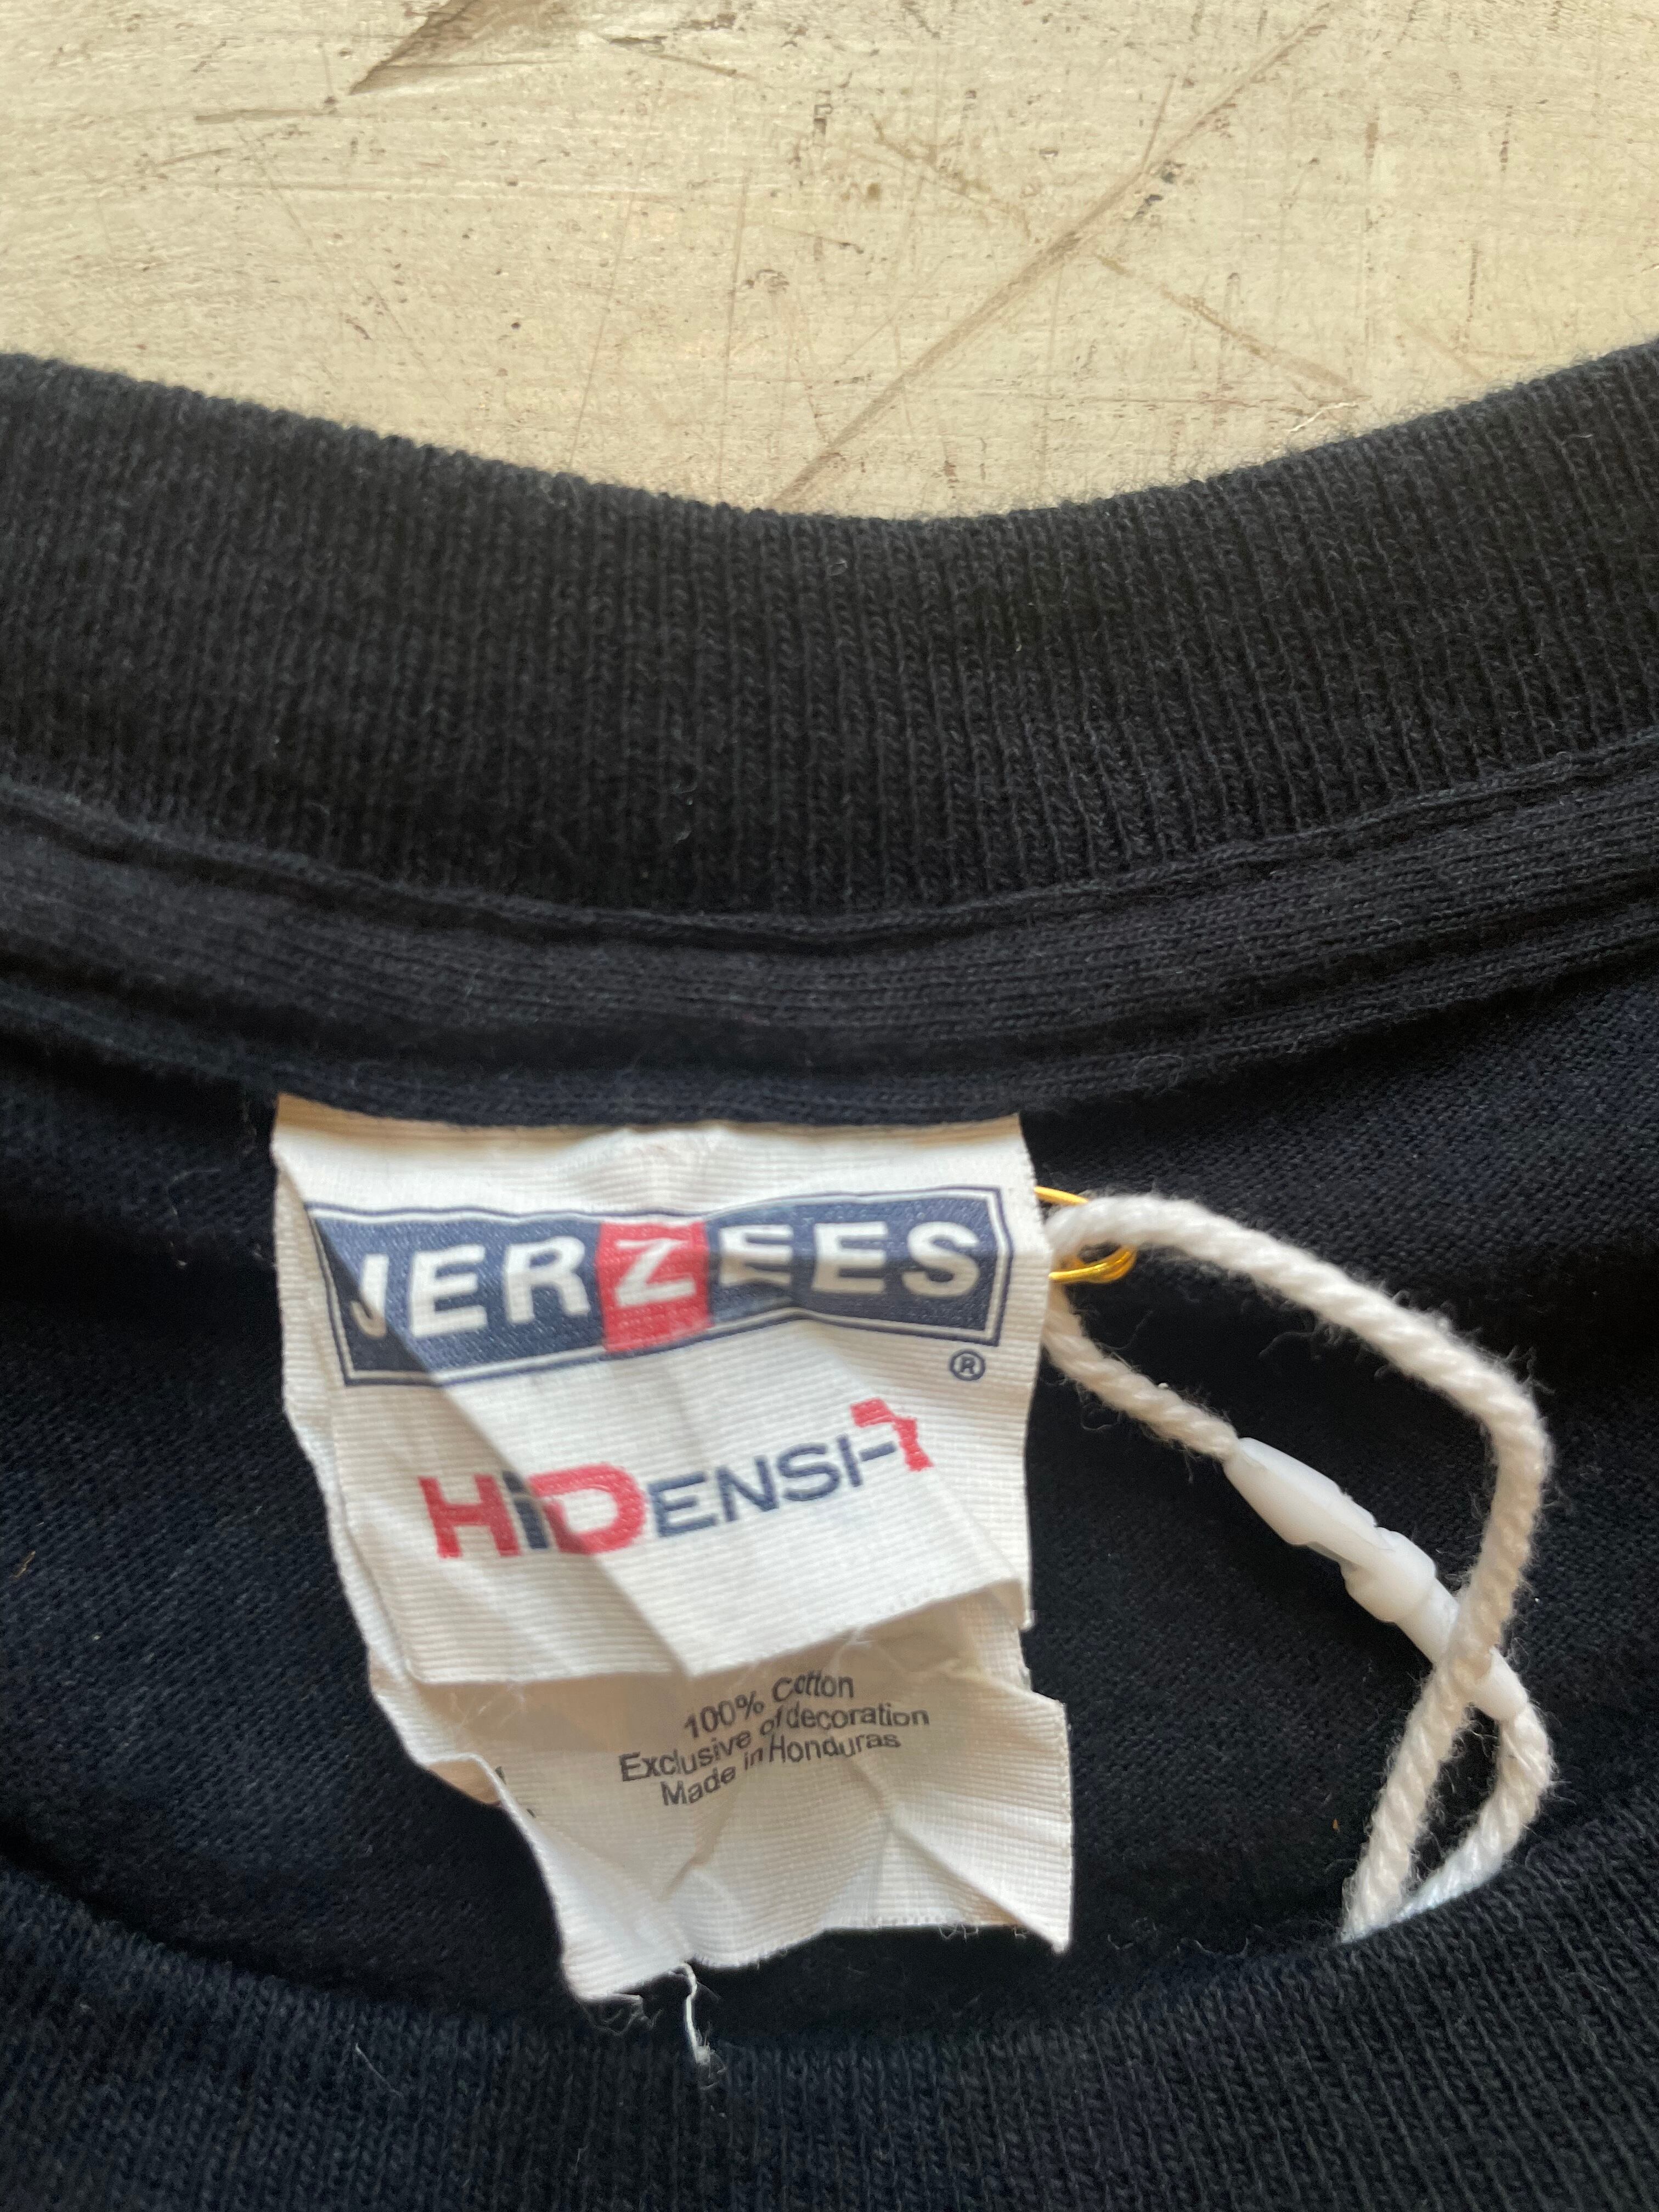 JERZEES
®
HiDENSI-T
100% Cotton
Exclusive of decoration
Made in Honduras